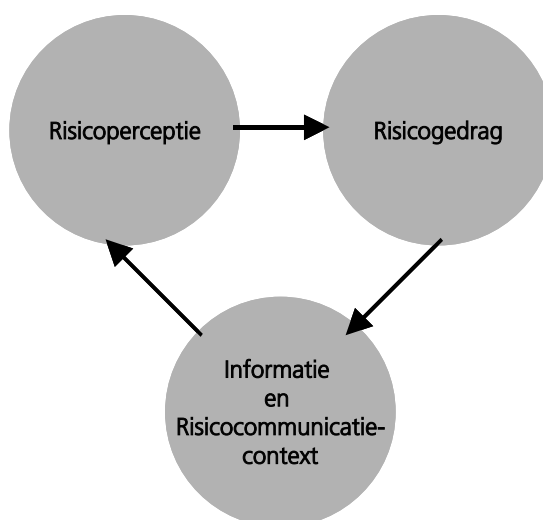 Risicoperceptie
Risicogedrag
Informatie
en
Risicocommunicatie-
context